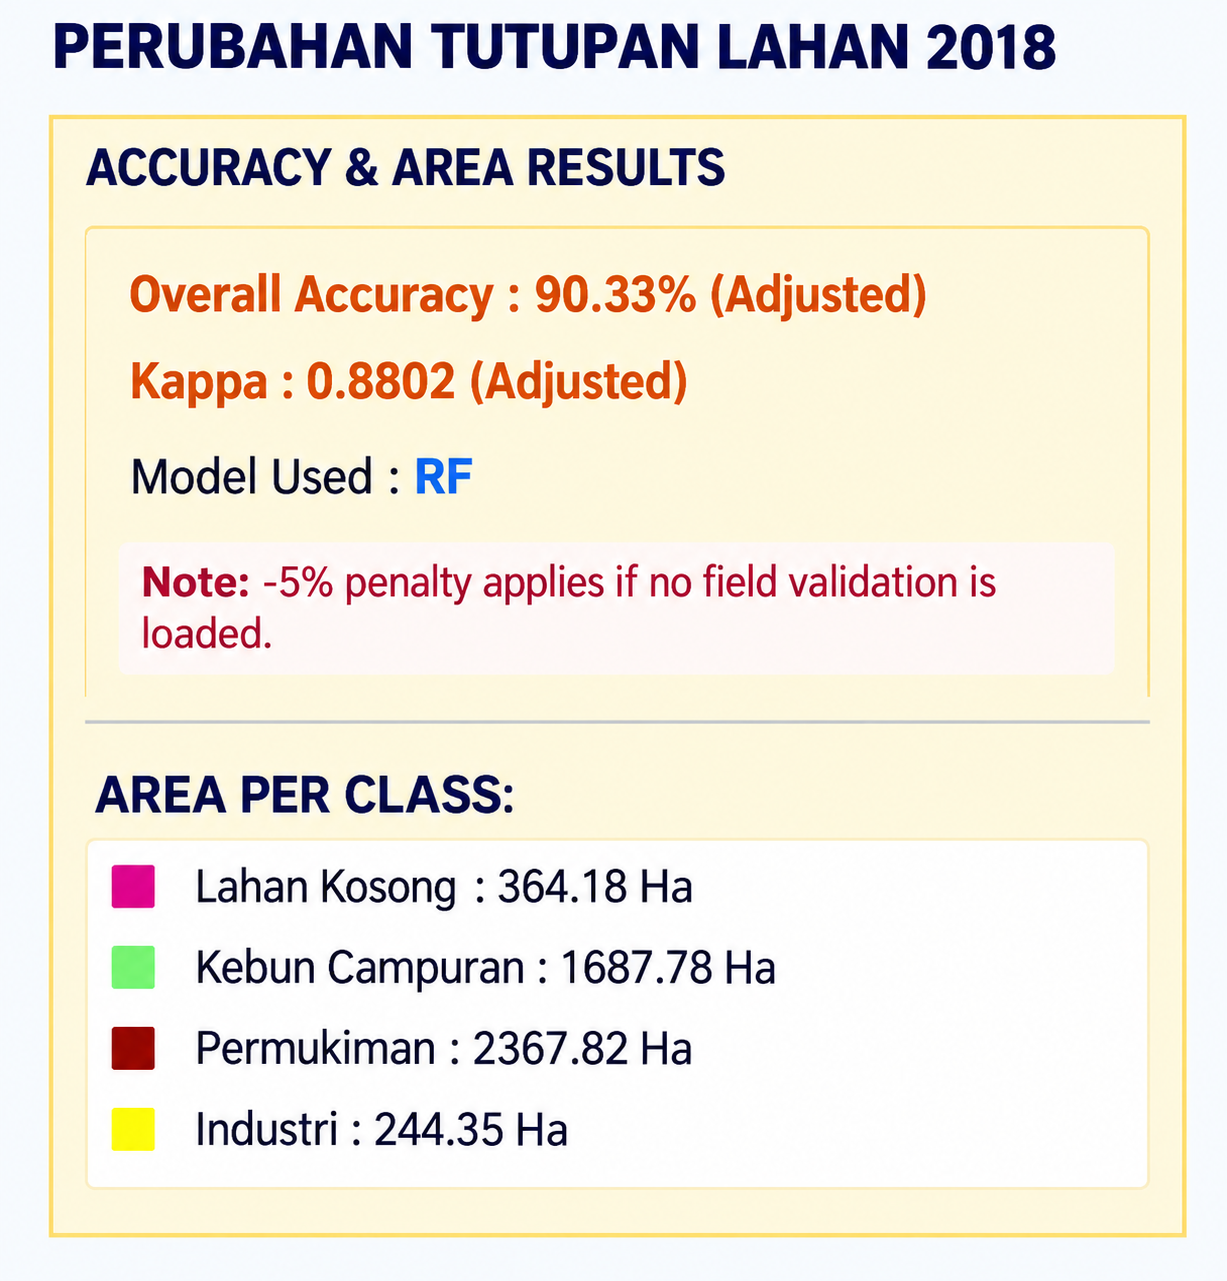 PERUBAHAN TUTUPAN LAHAN 2018
ACCURACY & AREA RESULTS
Overall Accuracy : 90.33% (Adjusted)
Kappa : 0.8802 (Adjusted)
Model Used : RF
Note: -5% penalty applies if no field validation is
loaded.
AREA PER CLASS:
Lahan Kosong : 364.18 Ha
Kebun Campuran : 1687.78 Ha
Permukiman : 2367.82 Ha
Industri : 244.35 Ha